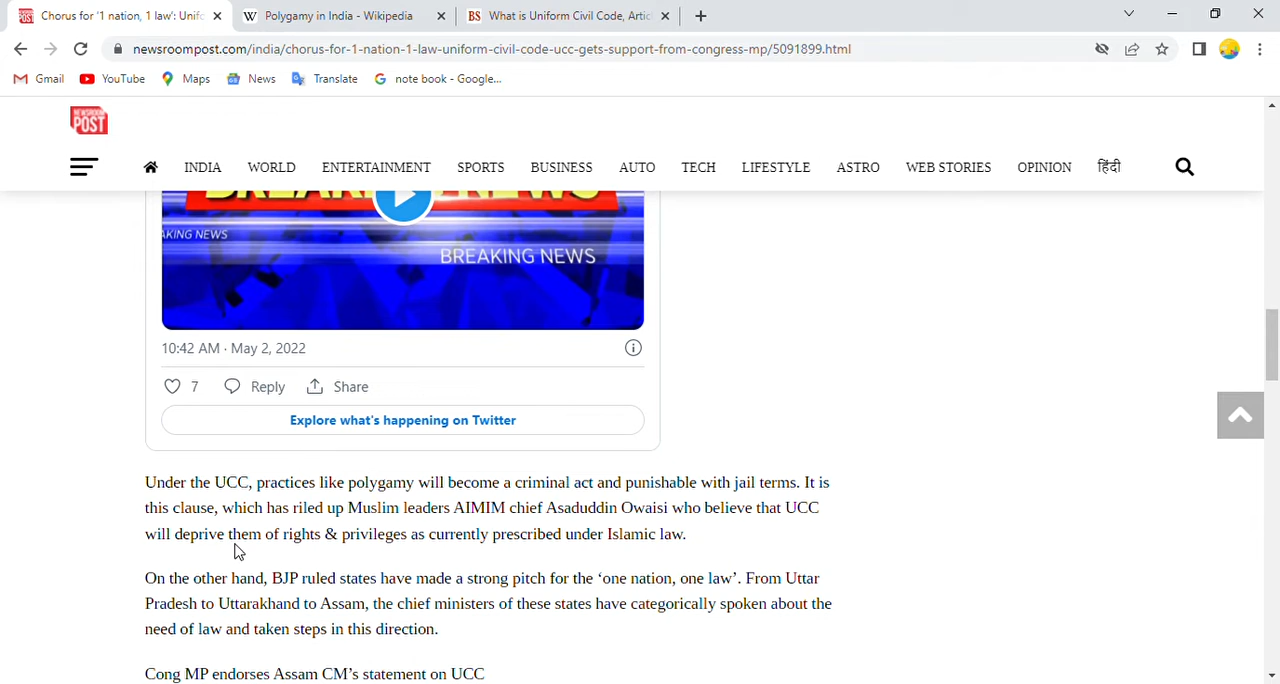 Chorus for '1 nation, 1 law': Unifo
Polygamy in India - Wikipedia
BS What is Uniform Civil Code, Artic
newsroompost.com/india/chorus-for-1-nation-1-law-uniform-civil-code-ucc-gets-support-from-congress-mp/5091899.html
Gmail YouTube Maps News Translate note book - Google...
NEWSROOM
POST
INDIA WORLD ENTERTAINMENT SPORTS BUSINESS AUTO TECH LIFESTYLE ASTRO WEB STORIES OPINION हिंदी
BREAKING NEWS
AKING NEWS
BREAKING NEWS
10:42 AM · May 2, 2022
7 Reply Share
Explore what's happening on Twitter
Under the UCC, practices like polygamy will become a criminal act and punishable with jail terms. It is
this clause, which has riled up Muslim leaders AIMIM chief Asaduddin Owaisi who believe that UCC
will deprive them of rights & privileges as currently prescribed under Islamic law.
On the other hand, BJP ruled states have made a strong pitch for the ‘one nation, one law’. From Uttar
Pradesh to Uttarakhand to Assam, the chief ministers of these states have categorically spoken about the
need of law and taken steps in this direction.
Cong MP endorses Assam CM’s statement on UCC